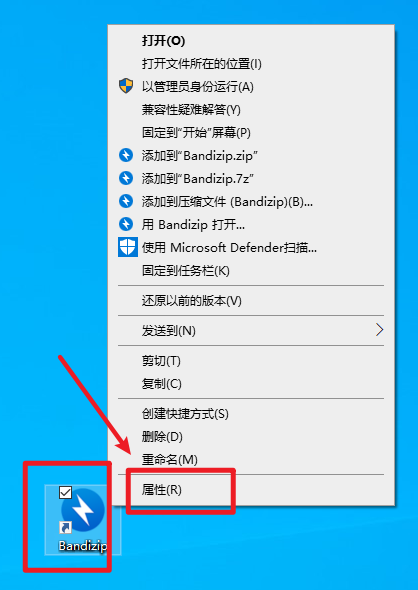 打开(O)
打开文件所在的位置(I)
以管理员身份运行(A)
兼容性疑难解答(Y)
固定到"开始"屏幕(P)
添加到"Bandizip.zip"
添加到"Bandizip.7z"
添加到压缩文件 (Bandizip)(B)...
用 Bandizip 打开...
使用 Microsoft Defender扫描...
固定到任务栏(K)
还原以前的版本(V)
发送到(N)
剪切(T)
复制(C)
创建快捷方式(S)
删除(D)
重命名(M)
属性(R)
Bandizip